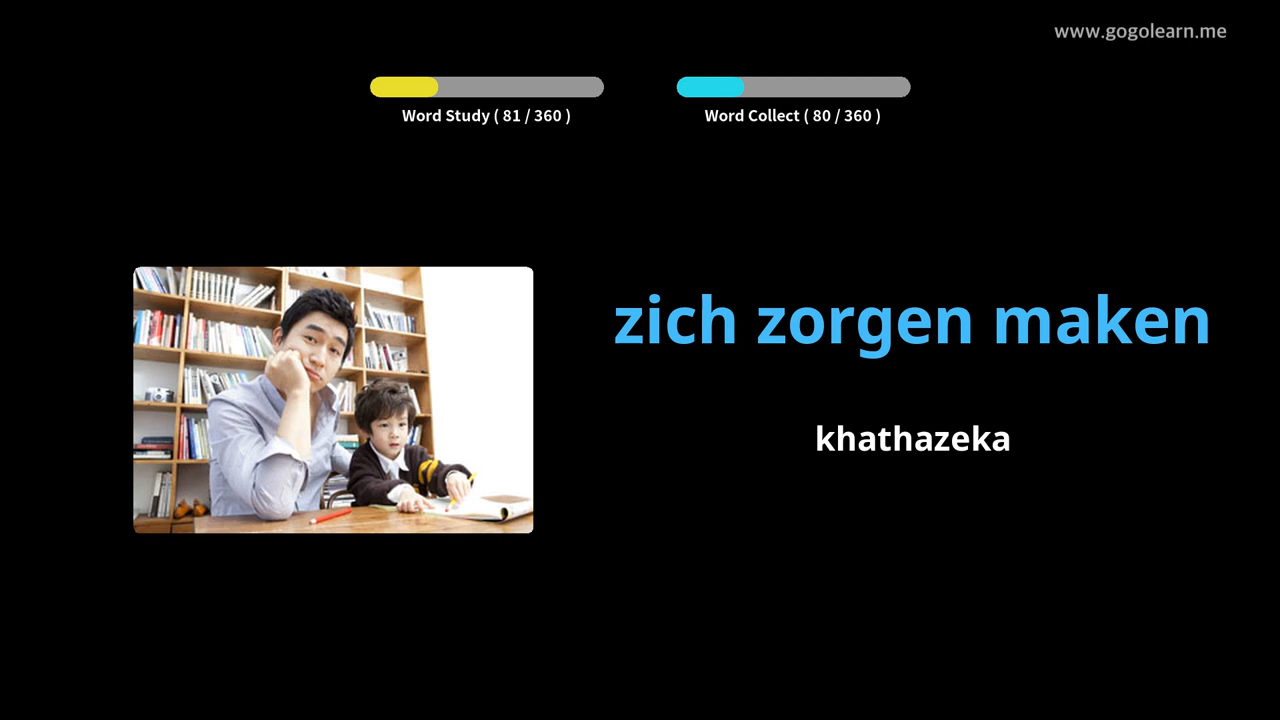 www.gogolearn.me
Word Study ( 81 / 360 )
Word Collect ( 80 / 360 )
zich zorgen maken
khathazeka